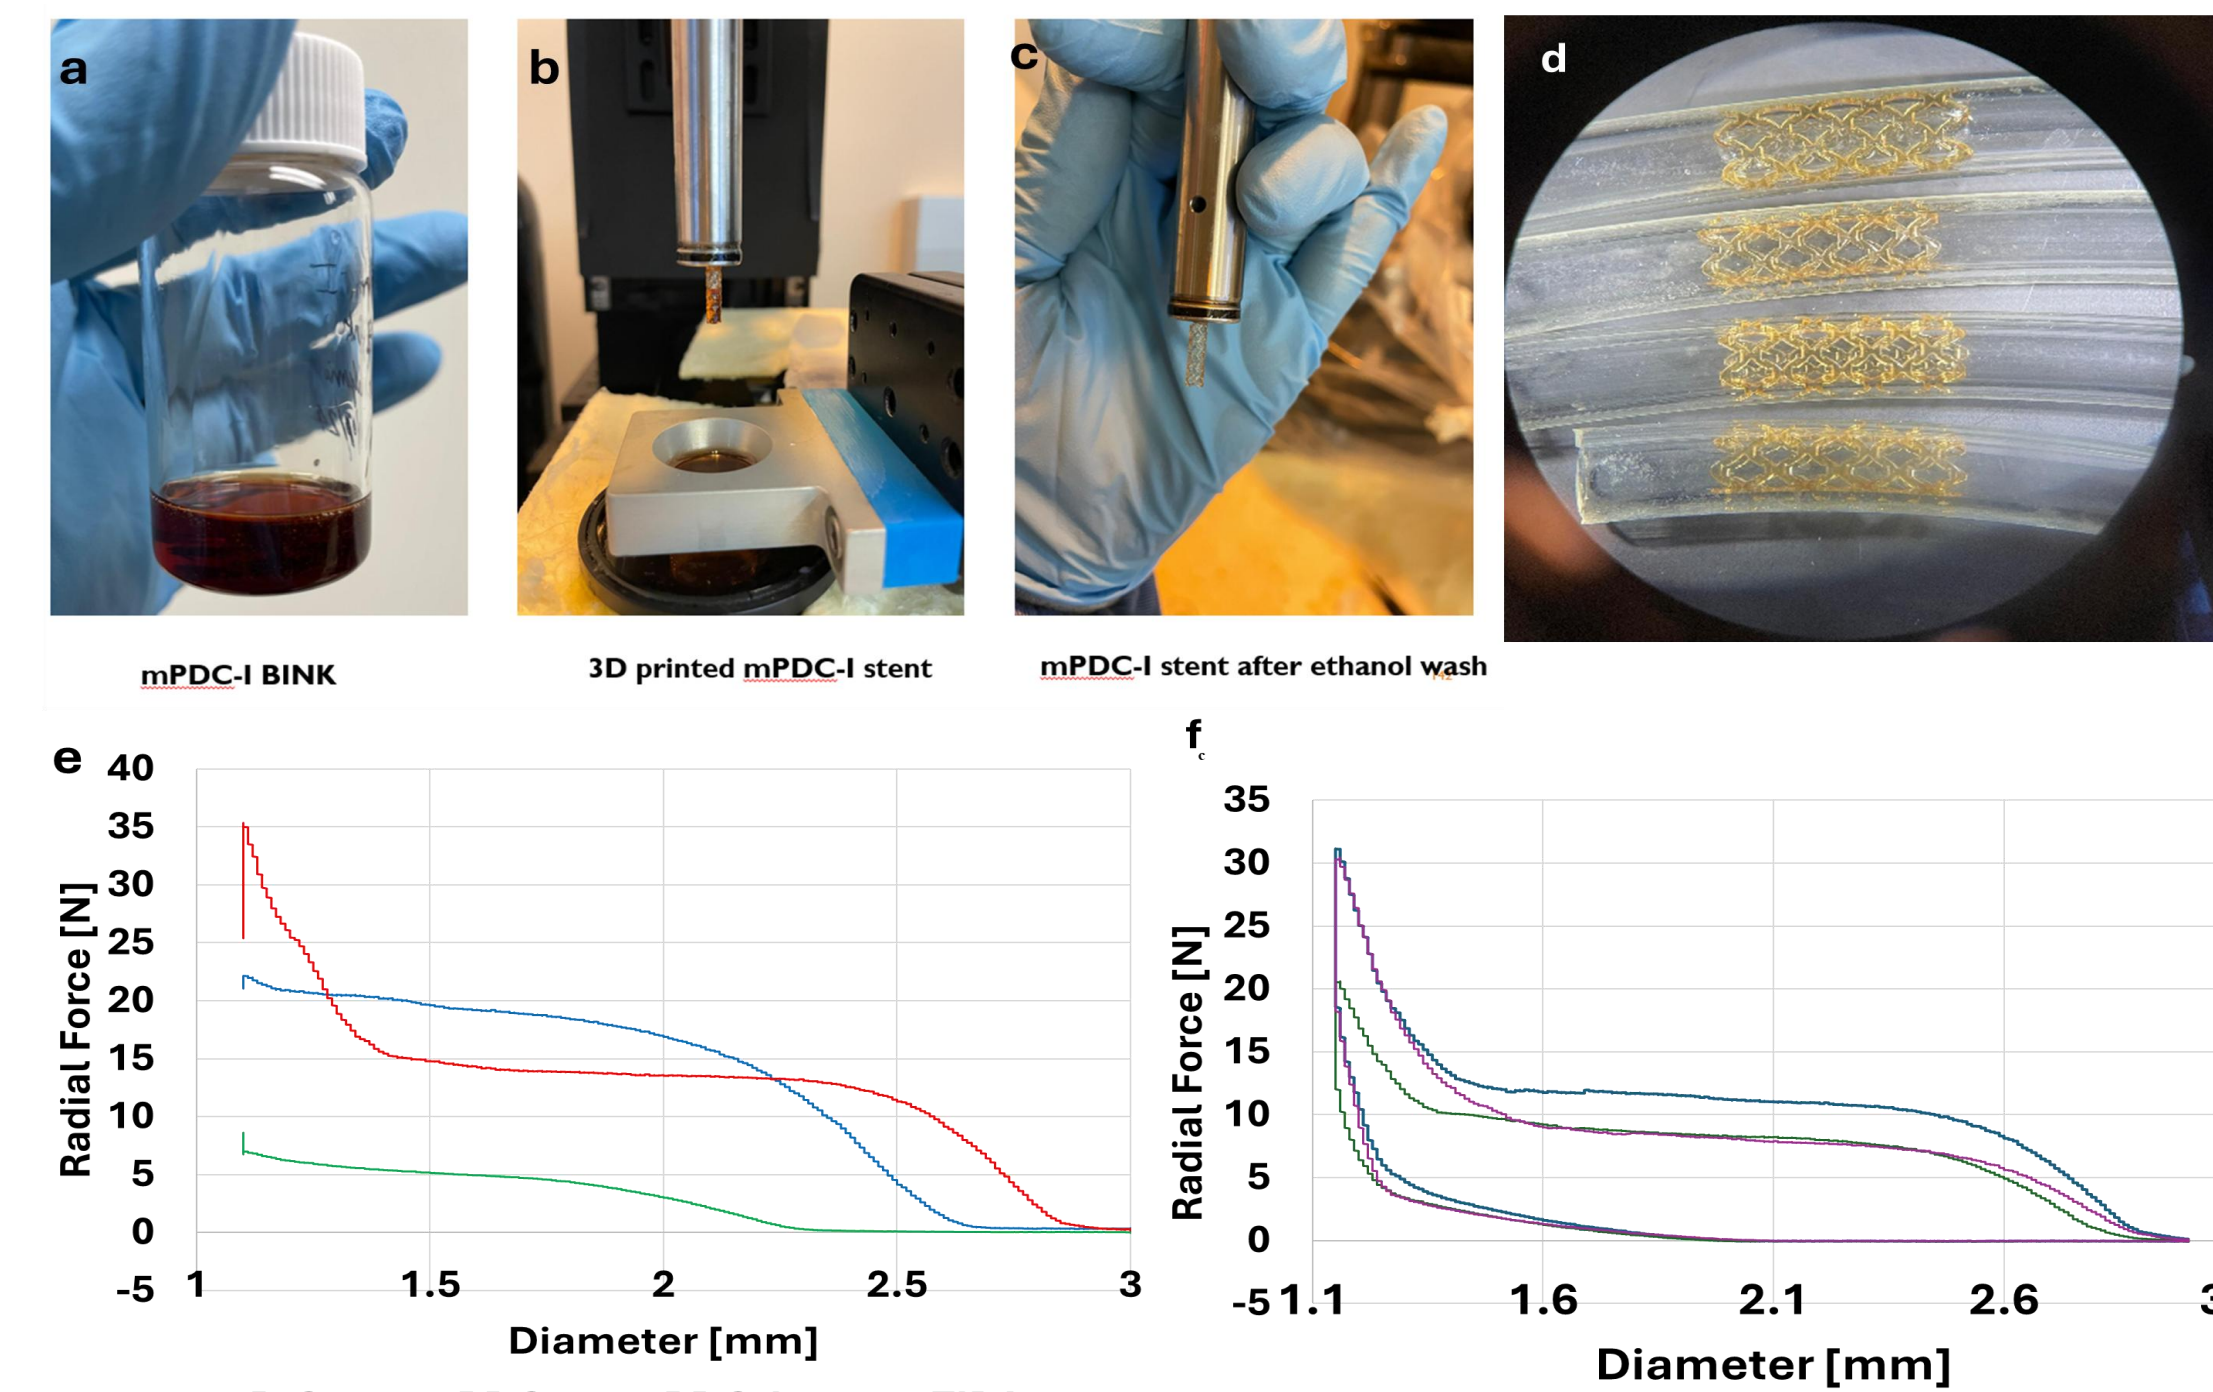 a
b
c
d
mPDC-I BINK
3D printed mPDC-I stent
mPDC-I stent after ethanol wash
e
40
35
30
25
20
15
10
5
0
-5
1
1.5
2
2.5
3
Radial Force [N]
Diameter [mm]
f
c
35
30
25
20
15
10
5
0
-5
1.1
1.6
2.1
2.6
3
Radial Force [N]
Diameter [mm]